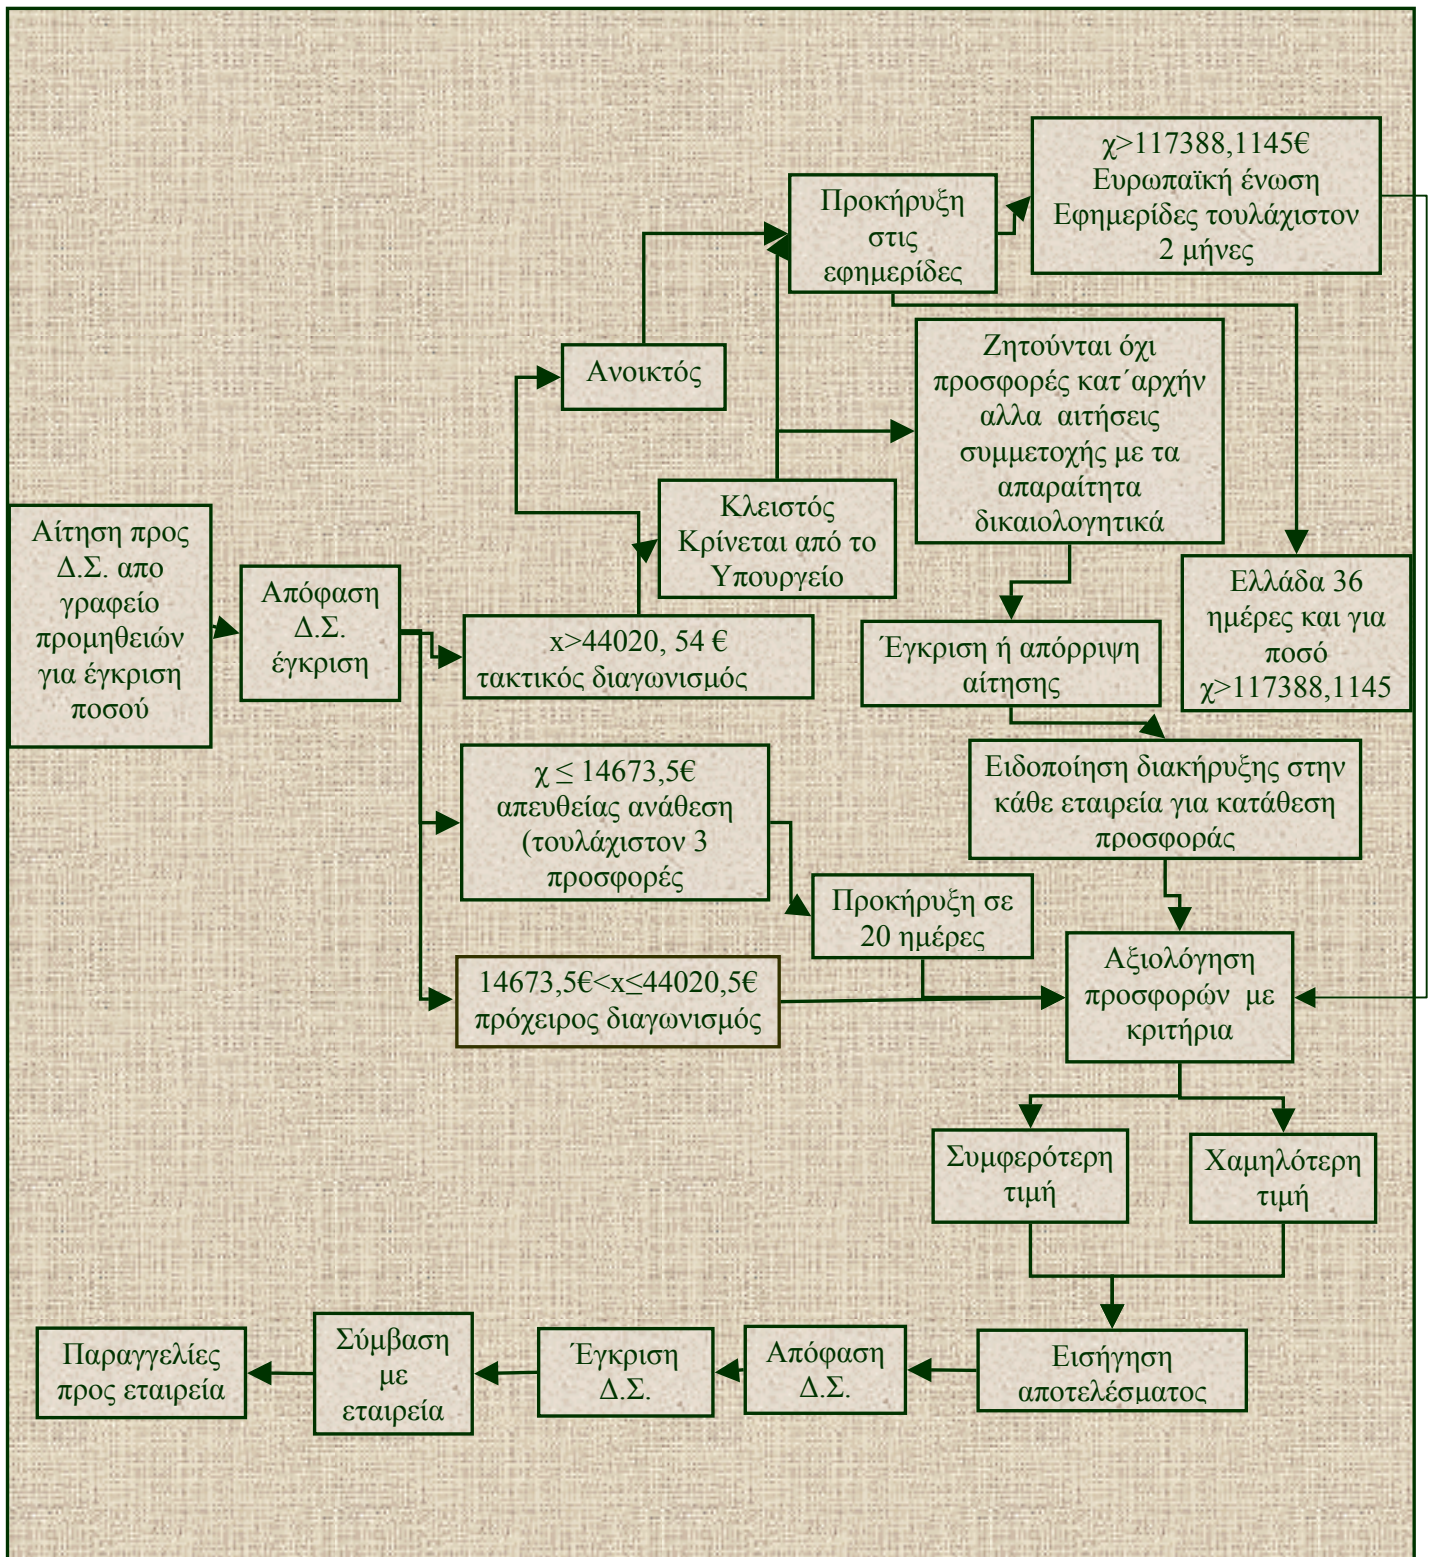 χ>117388,1145€
Ευρωπαϊκή ένωση
Εφημερίδες τουλάχιστον
2 μήνες
Προκήρυξη
στις
εφημερίδες
Ανοικτός
Ζητούνται όχι
προσφορές κατ΄αρχήν
αλλα αιτήσεις
συμμετοχής με τα
απαραίτητα
δικαιολογητικά
Κλειστός
Κρίνεται από το
Υπουργείο
Αίτηση προς
Δ.Σ. απο
γραφείο
προμηθειών
για έγκριση
ποσού
Απόφαση
Δ.Σ.
έγκριση
x>44020, 54 €
τακτικός διαγωνισμός
Έγκριση ή απόρριψη
αίτησης
Ελλάδα 36
ημέρες και για
ποσό
χ>117388,1145
χ ≤ 14673,5€
απευθείας ανάθεση
(τουλάχιστον 3
προσφορές
Ειδοποίηση διακήρυξης στην
κάθε εταιρεία για κατάθεση
προσφοράς
Προκήρυξη σε
20 ημέρες
14673,5€<x≤44020,5€
πρόχειρος διαγωνισμός
Αξιολόγηση
προσφορών με
κριτήρια
Συμφερότερη
τιμή
Χαμηλότερη
τιμή
Παραγγελίες
προς εταιρεία
Σύμβαση
με
εταιρεία
Έγκριση
Δ.Σ.
Απόφαση
Δ.Σ.
Εισήγηση
αποτελέσματος